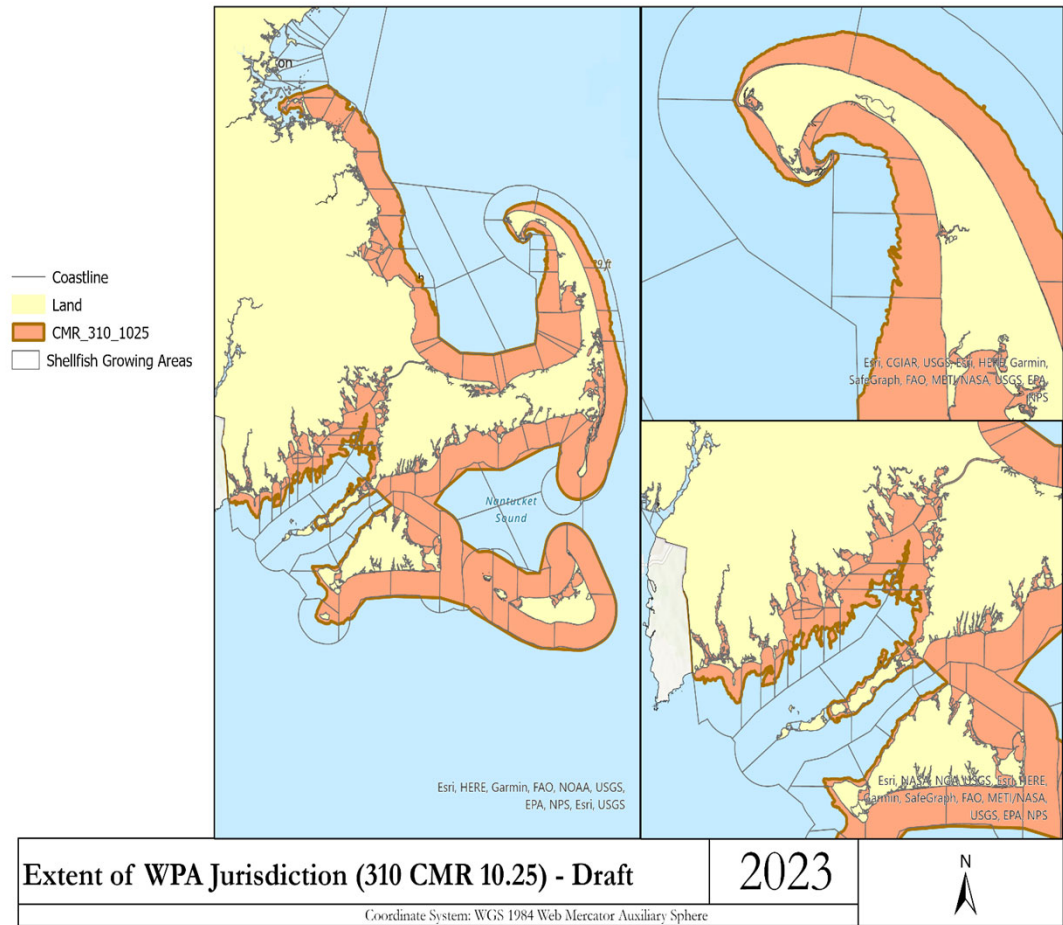 on
Coastline
Land
CMR_310_1025
Shellfish Growing Areas
Nantucket
Sound
Esri, HERE, Garmin, FAO, NOAA, USGS,
EPA, NPS, Esri, USGS
Esri, CGIAR, USGS, Esri, HERE, Garmin,
SafeGraph, FAO, METI/NASA, USGS, EPA,
NPS
Esri, NASA, NGA, USGS, Esri, HERE,
Garmin, SafeGraph, FAO, METI/NASA,
USGS, EPA, NPS
Extent of WPA Jurisdiction (310 CMR 10.25) - Draft
2023
N
Coordinate System: WGS 1984 Web Mercator Auxiliary Sphere